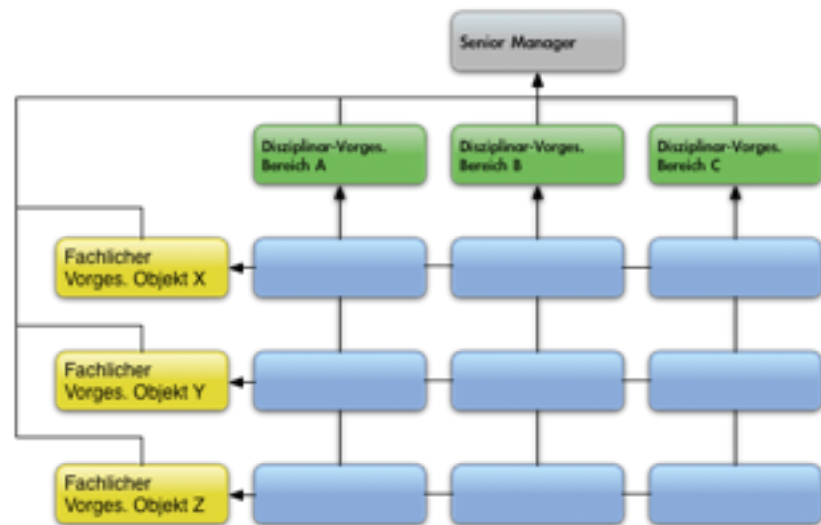 Senior Manager
Disziplinar-Vorges.
Bereich A
Disziplinar-Vorges.
Bereich B
Disziplinar-Vorges.
Bereich C
Fachlicher
Vorges. Objekt X
Fachlicher
Vorges. Objekt Y
Fachlicher
Vorges. Objekt Z